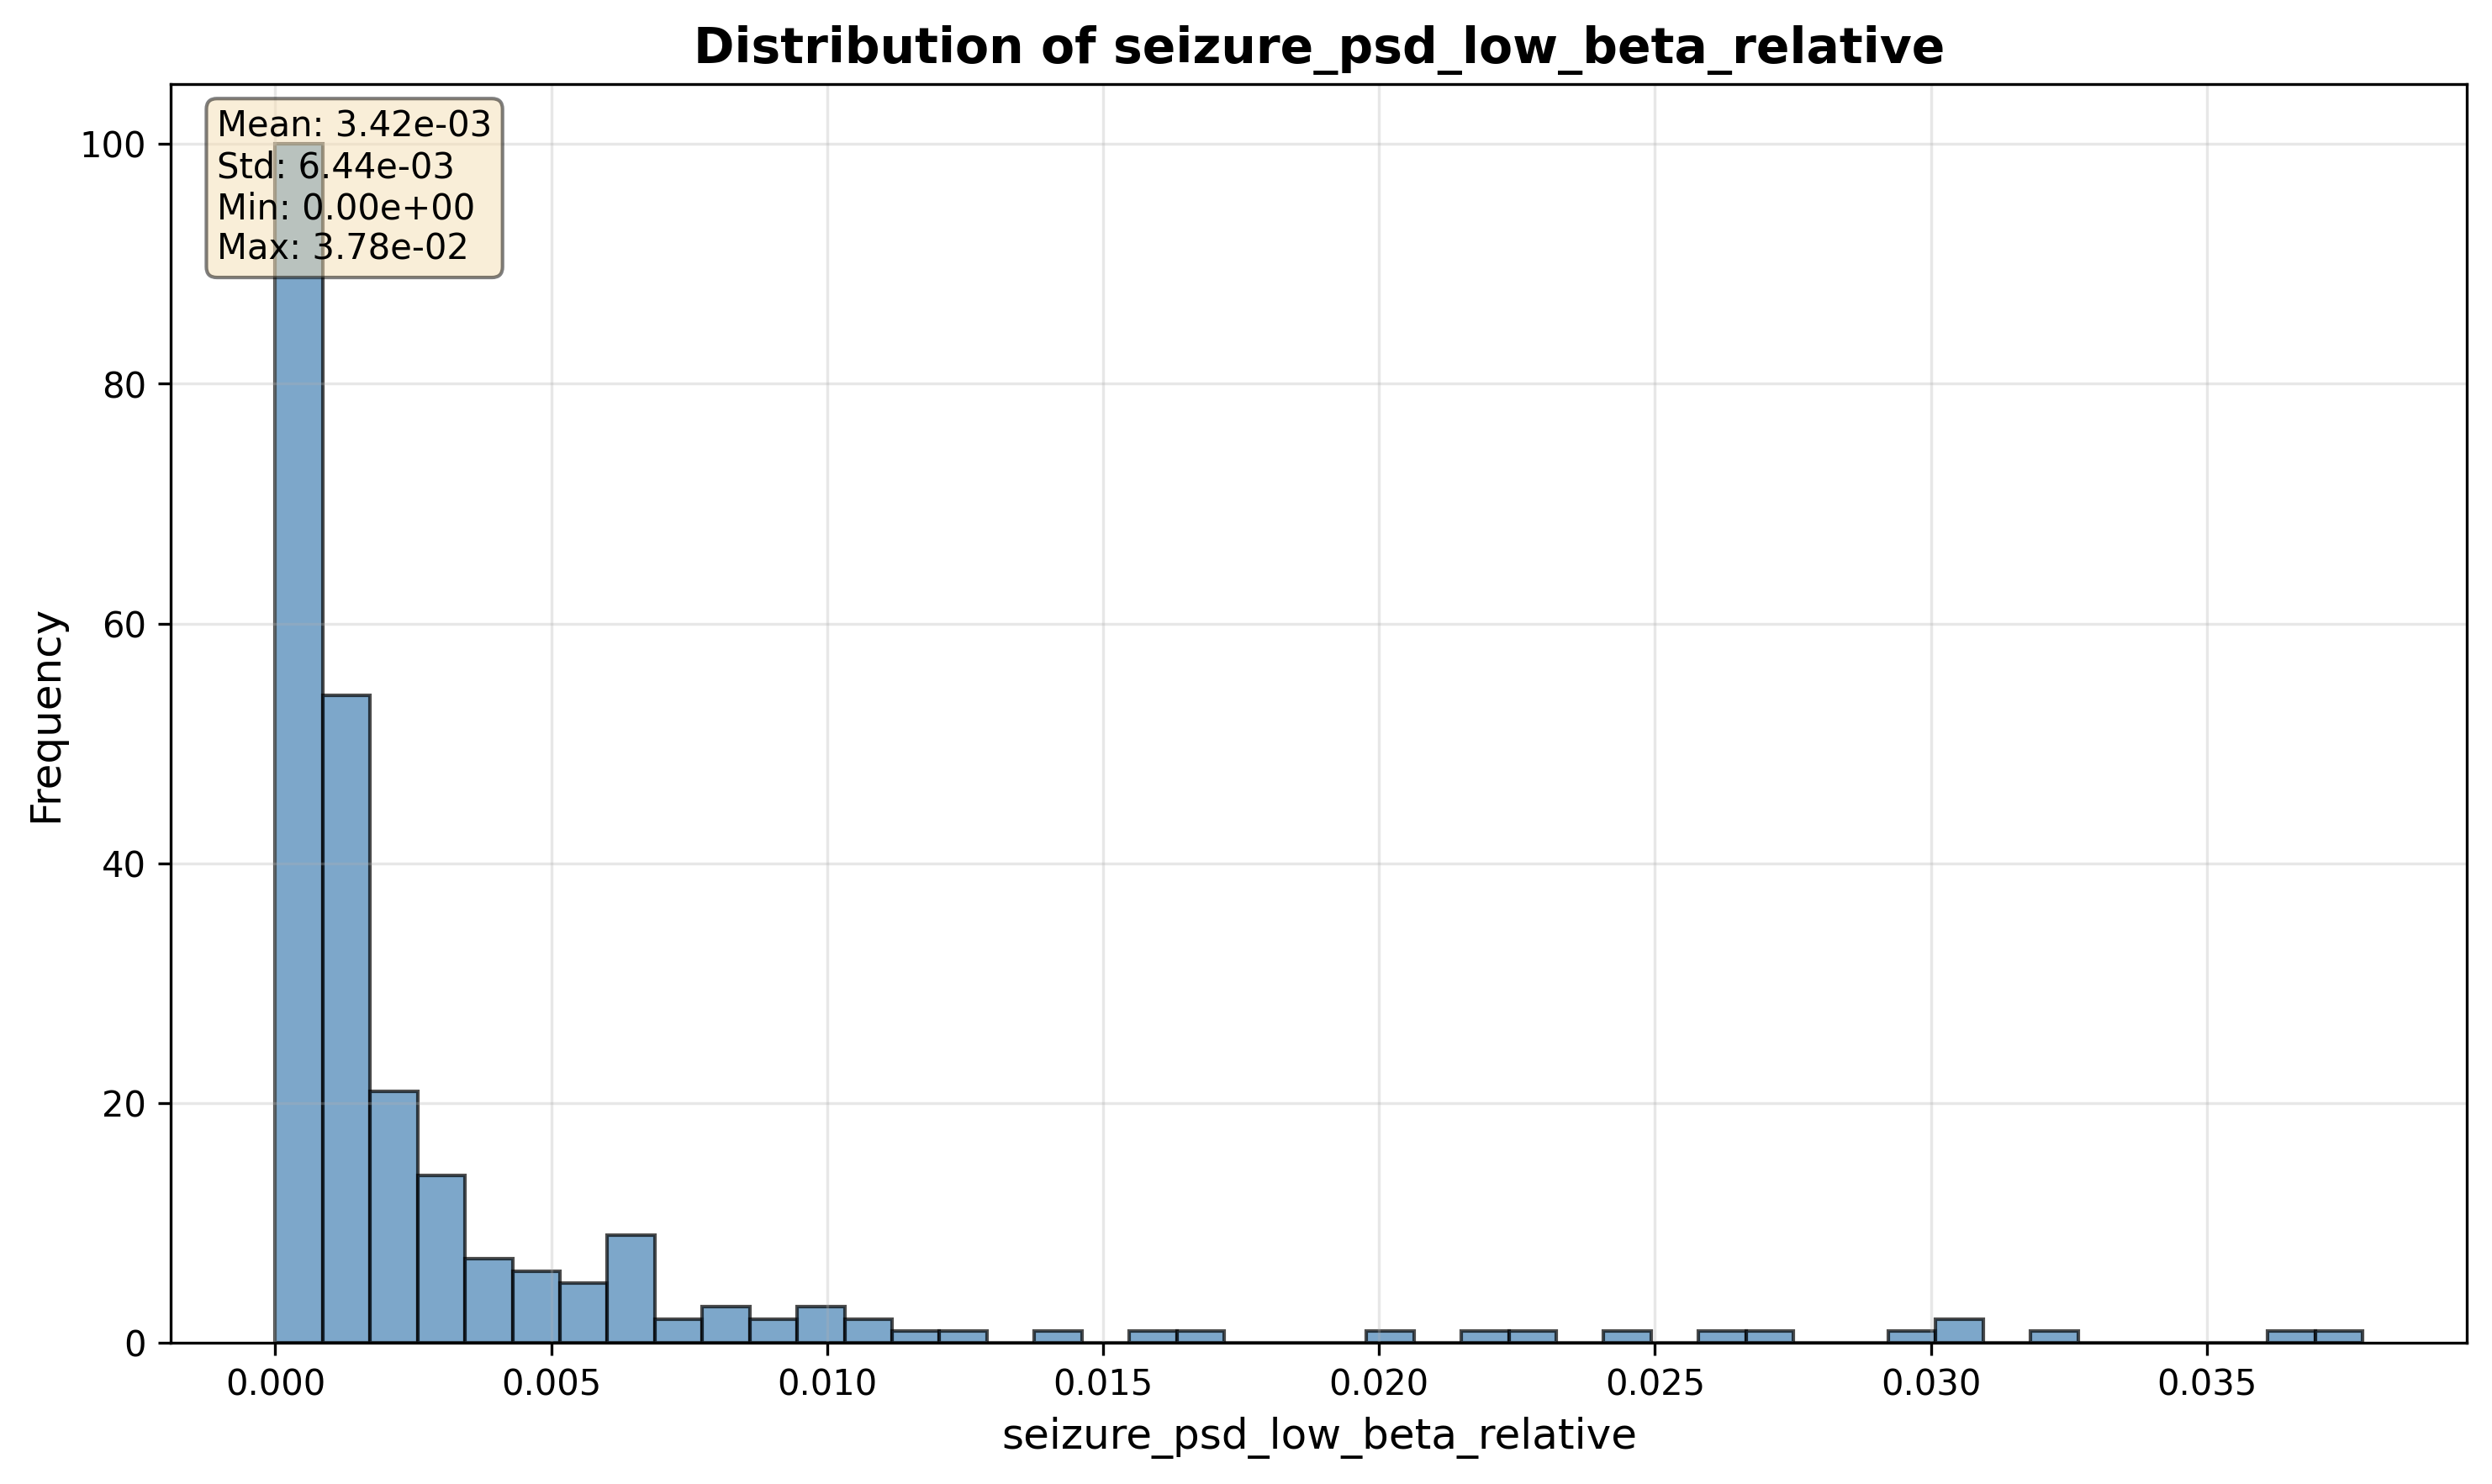 Distribution of seizure_psd_low_beta_relative
Mean: 3.42e-03
Std: 6.44e-03
Min: 0.00e+00
Max: 3.78e-02
Frequency
100
80
60
40
20
0
0.000 0.005 0.010 0.015 0.020 0.025 0.030 0.035
seizure_psd_low_beta_relative